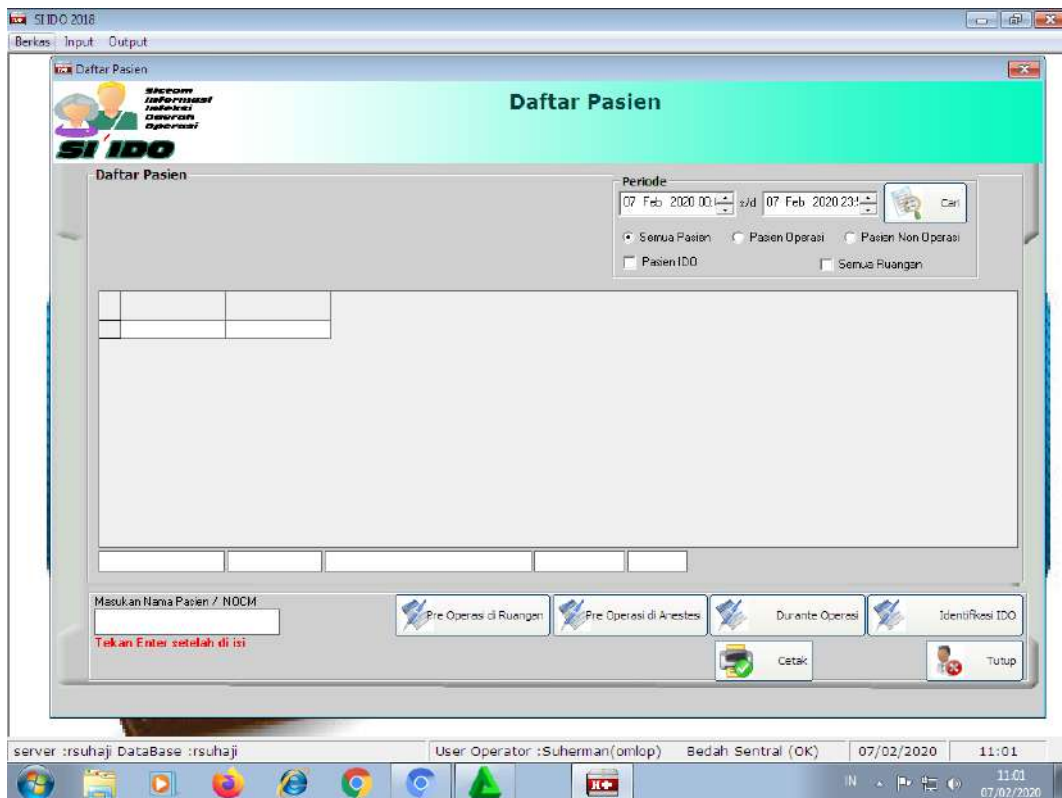 SI IDO 2018
Berkas Input Output
Daftar Pasien
Sistem
Informasi
Infeksi
Daerah
Operasi
SI IDO
Daftar Pasien
Daftar Pasien
Periode
07 Feb 2020 00: s/d 07 Feb 2020 23:5 Cari
Semua Pasien Pasien Operasi Pasien Non Operasi
Pasien IDO Semua Ruangan
Masukan Nama Pasien / NOCM
Tekan Enter setelah di isi
Pre Operasi di Ruangan Pre Operasi di Anestesi Durante Operasi Identifikasi IDO
Cetak Tutup
server :rsuhaji DataBase :rsuhaji User Operator :Suherman(omlop) Bedah Sentral (OK) 07/02/2020 11:01
IN 11:01
07/02/2020